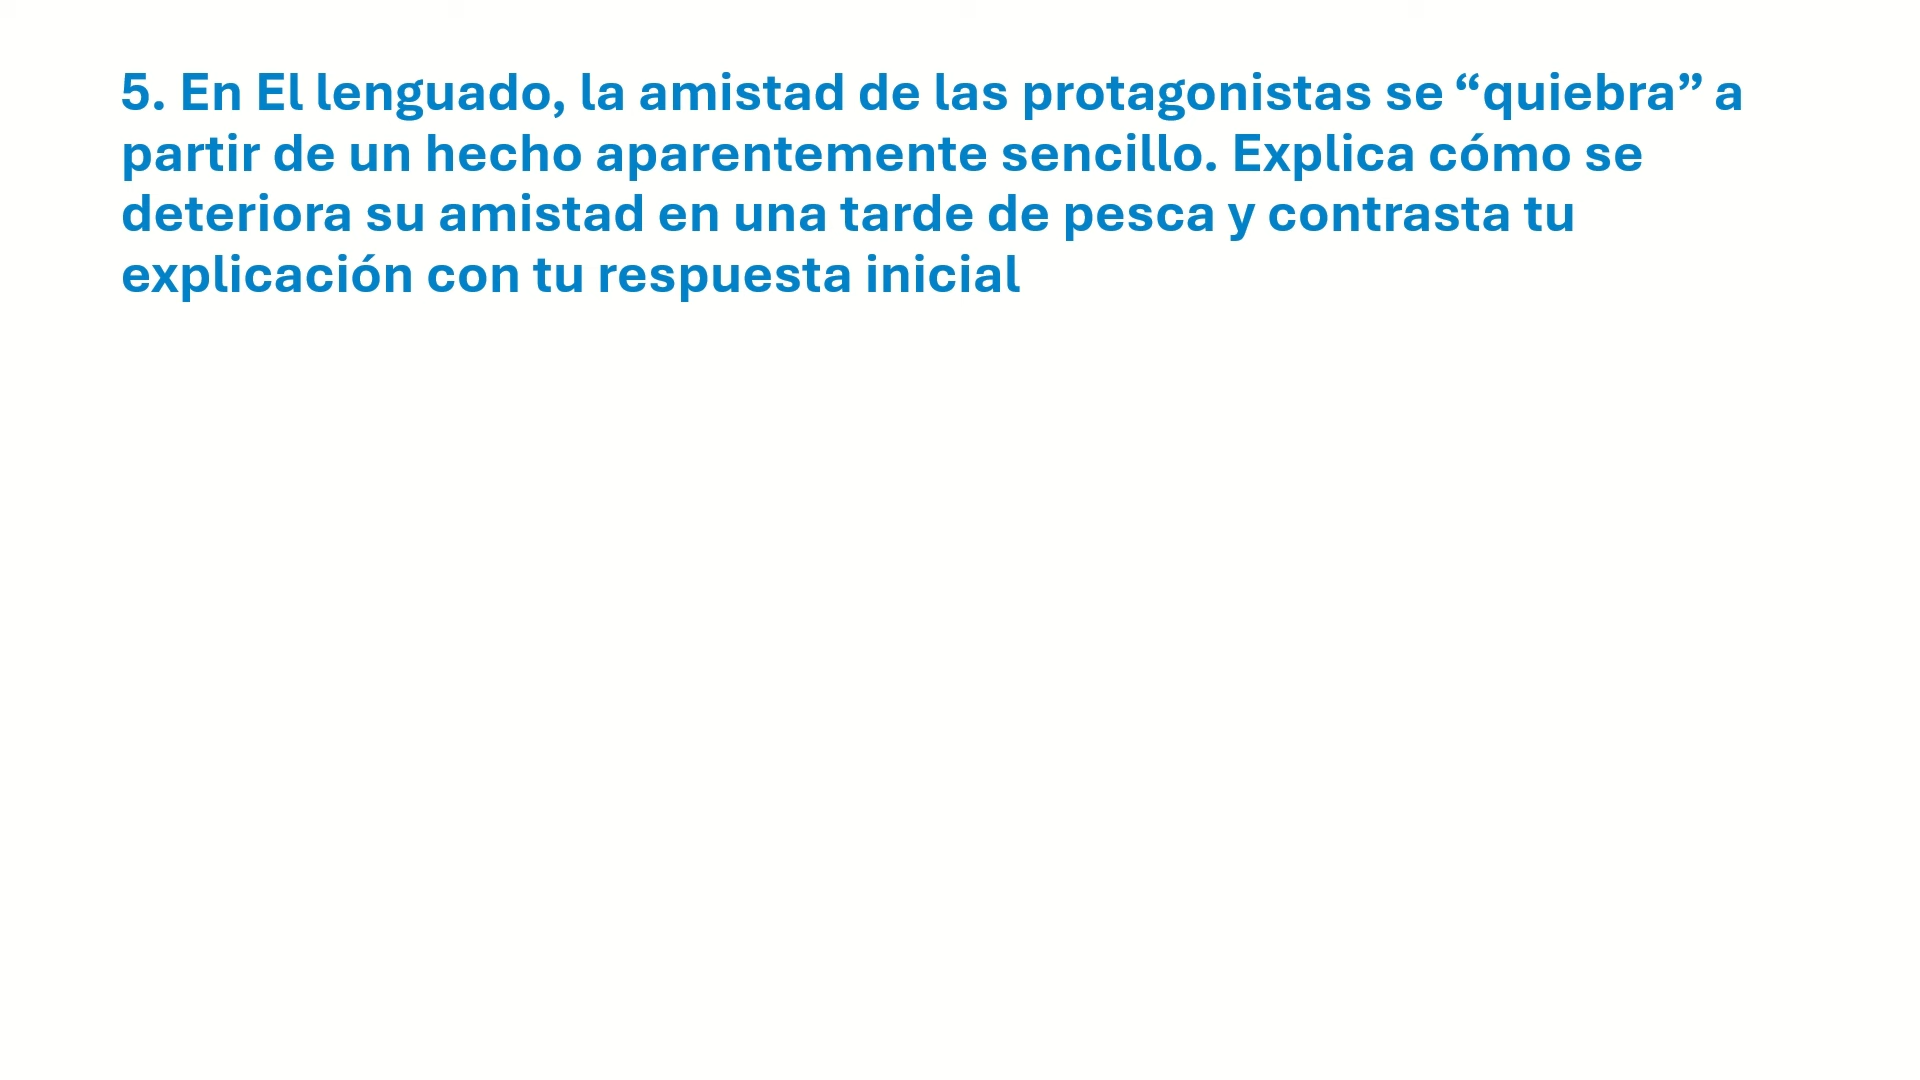 5. En El lenguado, la amistad de las protagonistas se “quiebra” a
partir de un hecho aparentemente sencillo. Explica cómo se
deteriora su amistad en una tarde de pesca y contrasta tu
explicación con tu respuesta inicial